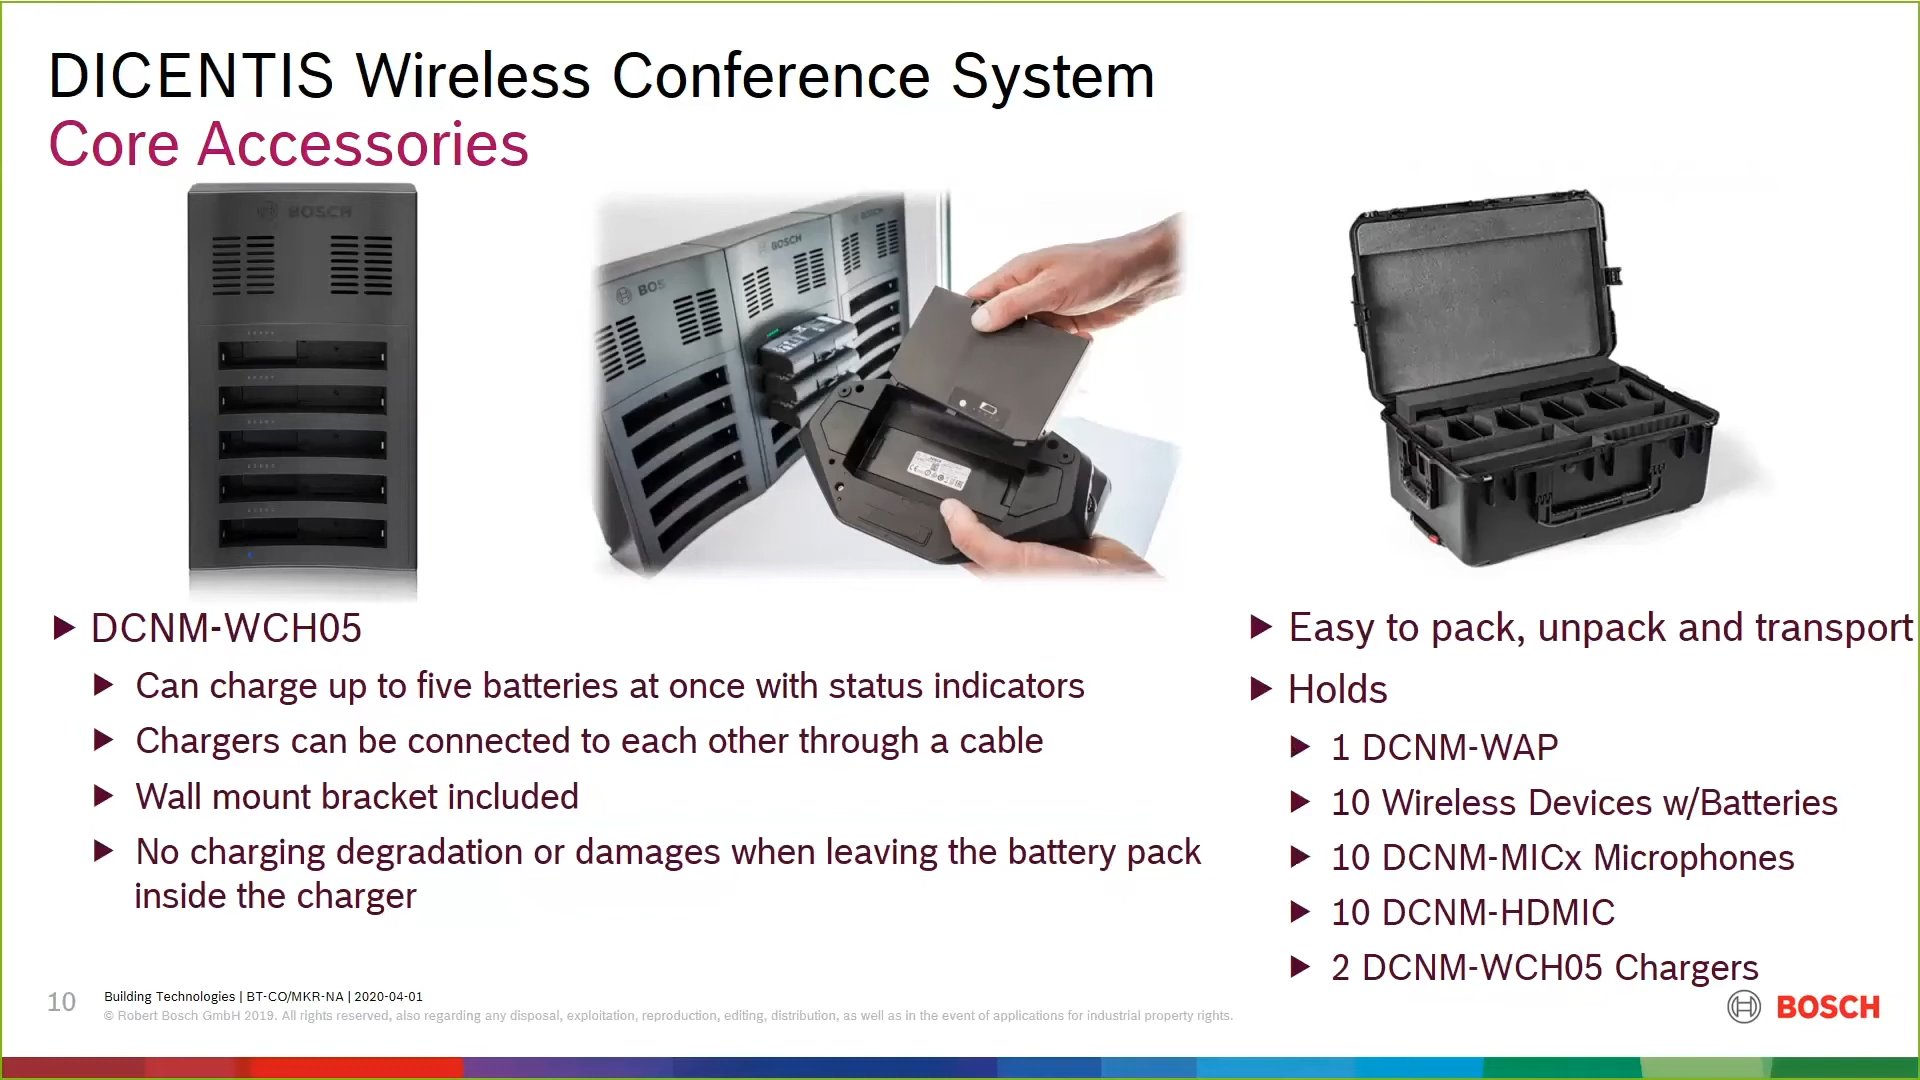 DICENTIS Wireless Conference System
Core Accessories
BOSCH
BOS
BOSCH
BOSCH
▶ DCNM-WCH05
▶ Can charge up to five batteries at once with status indicators
▶ Chargers can be connected to each other through a cable
▶ Wall mount bracket included
▶ No charging degradation or damages when leaving the battery pack
inside the charger
▶ Easy to pack, unpack and transport
▶ Holds
▶ 1 DCNM-WAP
▶ 10 Wireless Devices w/Batteries
▶ 10 DCNM-MICx Microphones
▶ 10 DCNM-HDMIC
▶ 2 DCNM-WCH05 Chargers
10
Building Technologies | BT-CO/MKR-NA | 2020-04-01
© Robert Bosch GmbH 2019. All rights reserved, also regarding any disposal, exploitation, reproduction, editing, distribution, as well as in the event of applications for industrial property rights.
BOSCH